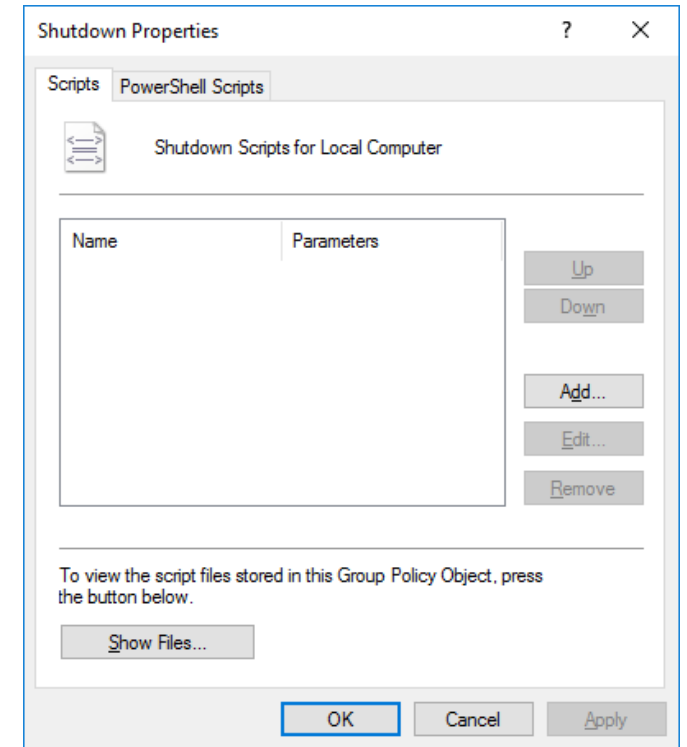 Shutdown Properties
?
Scripts PowerShell Scripts
Shutdown Scripts for Local Computer
Name Parameters
Up
Down
Add...
Edit...
Remove
To view the script files stored in this Group Policy Object, press
the button below.
Show Files...
OK Cancel Apply